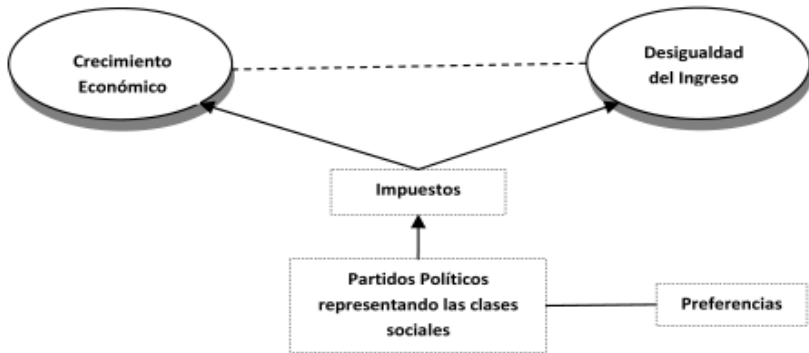 Crecimiento
Económico
Desigualdad
del Ingreso
Impuestos
Partidos Políticos
representando las clases
sociales
Preferencias